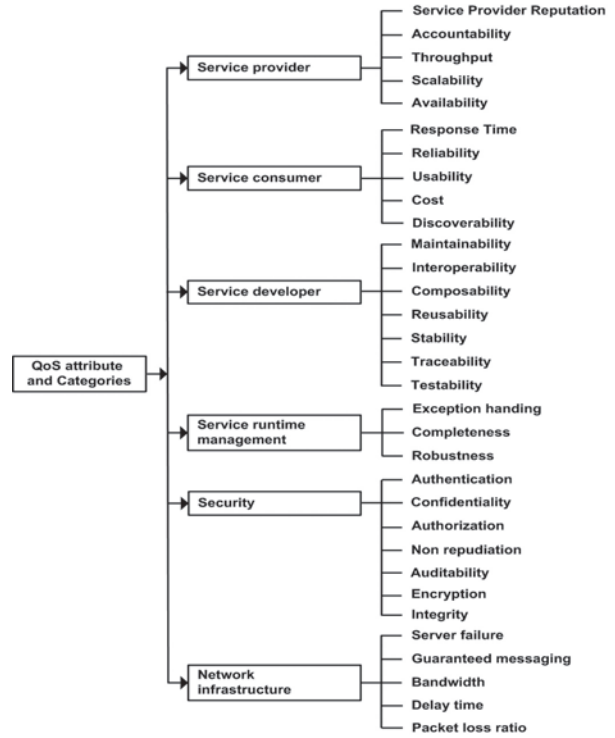 Service Provider Reputation
Accountability
Service provider
Throughput
Scalability
Availability
Response Time
Reliability
Service consumer
Usability
Cost
Discoverability
Maintainability
Interoperability
Service developer
Composability
Reusability
Stability
QoS attribute
and Categories
Traceability
Testability
Exception handing
Service runtime
management
Completeness
Robustness
Authentication
Security
Confidentiality
Authorization
Non repudiation
Auditability
Encryption
Integrity
Server failure
Guaranteed messaging
Network
infrastructure
Bandwidth
Delay time
Packet loss ratio